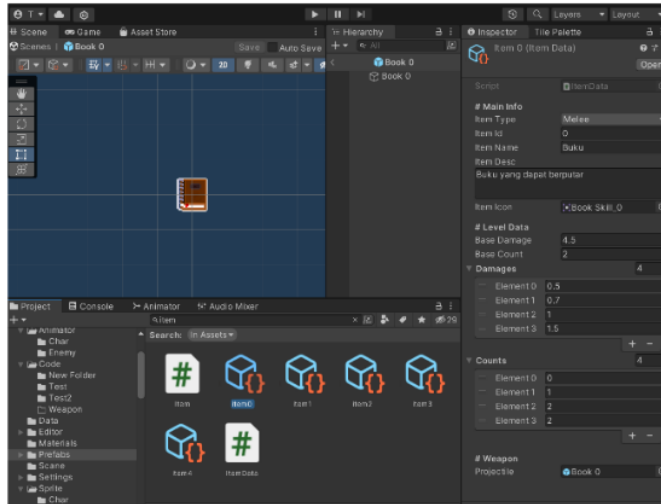 T
Layers
Layout
Scene
Game
Asset Store
Scenes
Book 0
Save
Auto Save
2D
Hierarchy
All
Book 0
Book 0
Inspector
Tile Palette
Item 0 (Item Data)
Open
Script
ItemData
# Main Info
Item Type Melee
Item Id 0
Item Name Buku
Item Desc
Buku yang dapat berputar
Item Icon Book Skill_0
# Level Data
Base Damage 4.5
Base Count 2
Damages 4
Element 0 0.5
Element 1 0.7
Element 2 1
Element 3 1.5
Counts 4
Element 0 0
Element 1 1
Element 2 2
Element 3 2
# Weapon
Projectile Book 0
Project
Console
Animator
Audio Mixer
item
29
Search: In Assets
Animator
Char
Enemy
Code
New Folder
Test
Test2
Weapon
Data
Editor
Materials
Prefabs
Scene
Settings
Sprite
Char
Item
Item0
Item1
Item2
Item3
Item4
ItemData